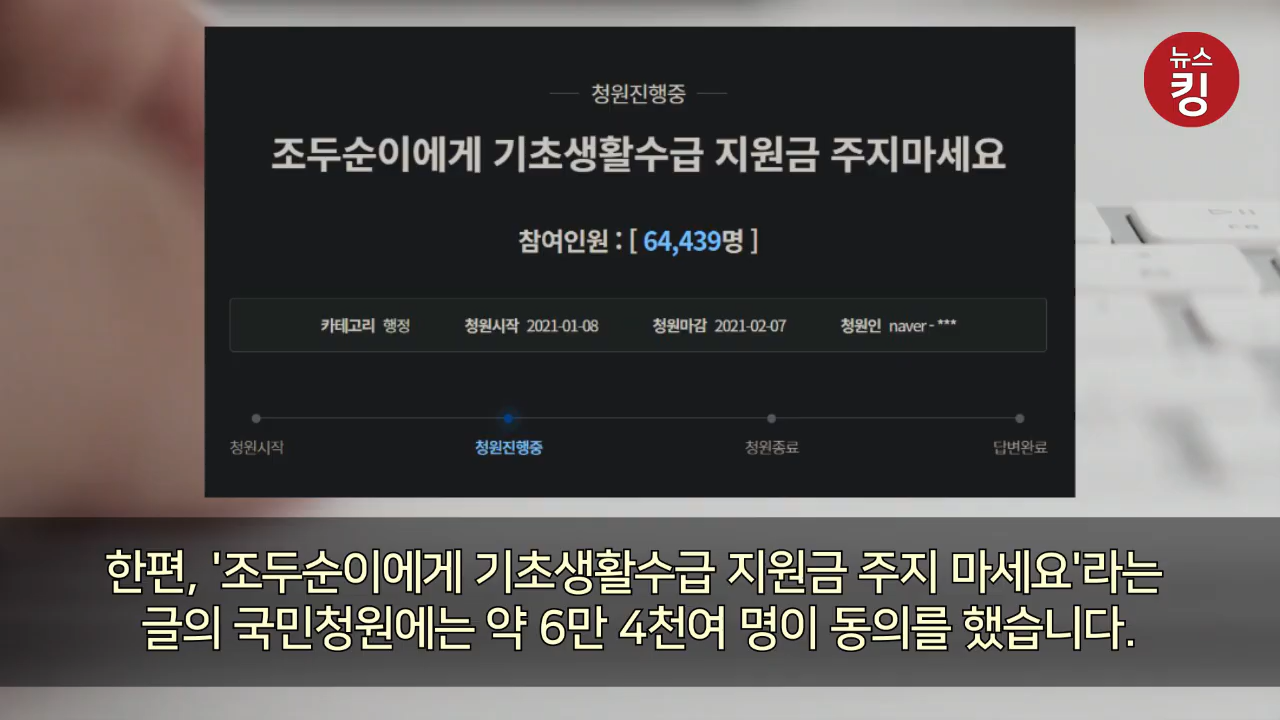 뉴스
킹
청원진행중
조두순이에게 기초생활수급 지원금 주지마세요
참여인원 : [ 64,439명 ]
카테고리 행정 청원시작 2021-01-08 청원마감 2021-02-07 청원인 naver - ***
청원시작 청원진행중 청원종료 답변완료
한편, '조두순이에게 기초생활수급 지원금 주지 마세요'라는
글의 국민청원에는 약 6만 4천여 명이 동의를 했습니다.